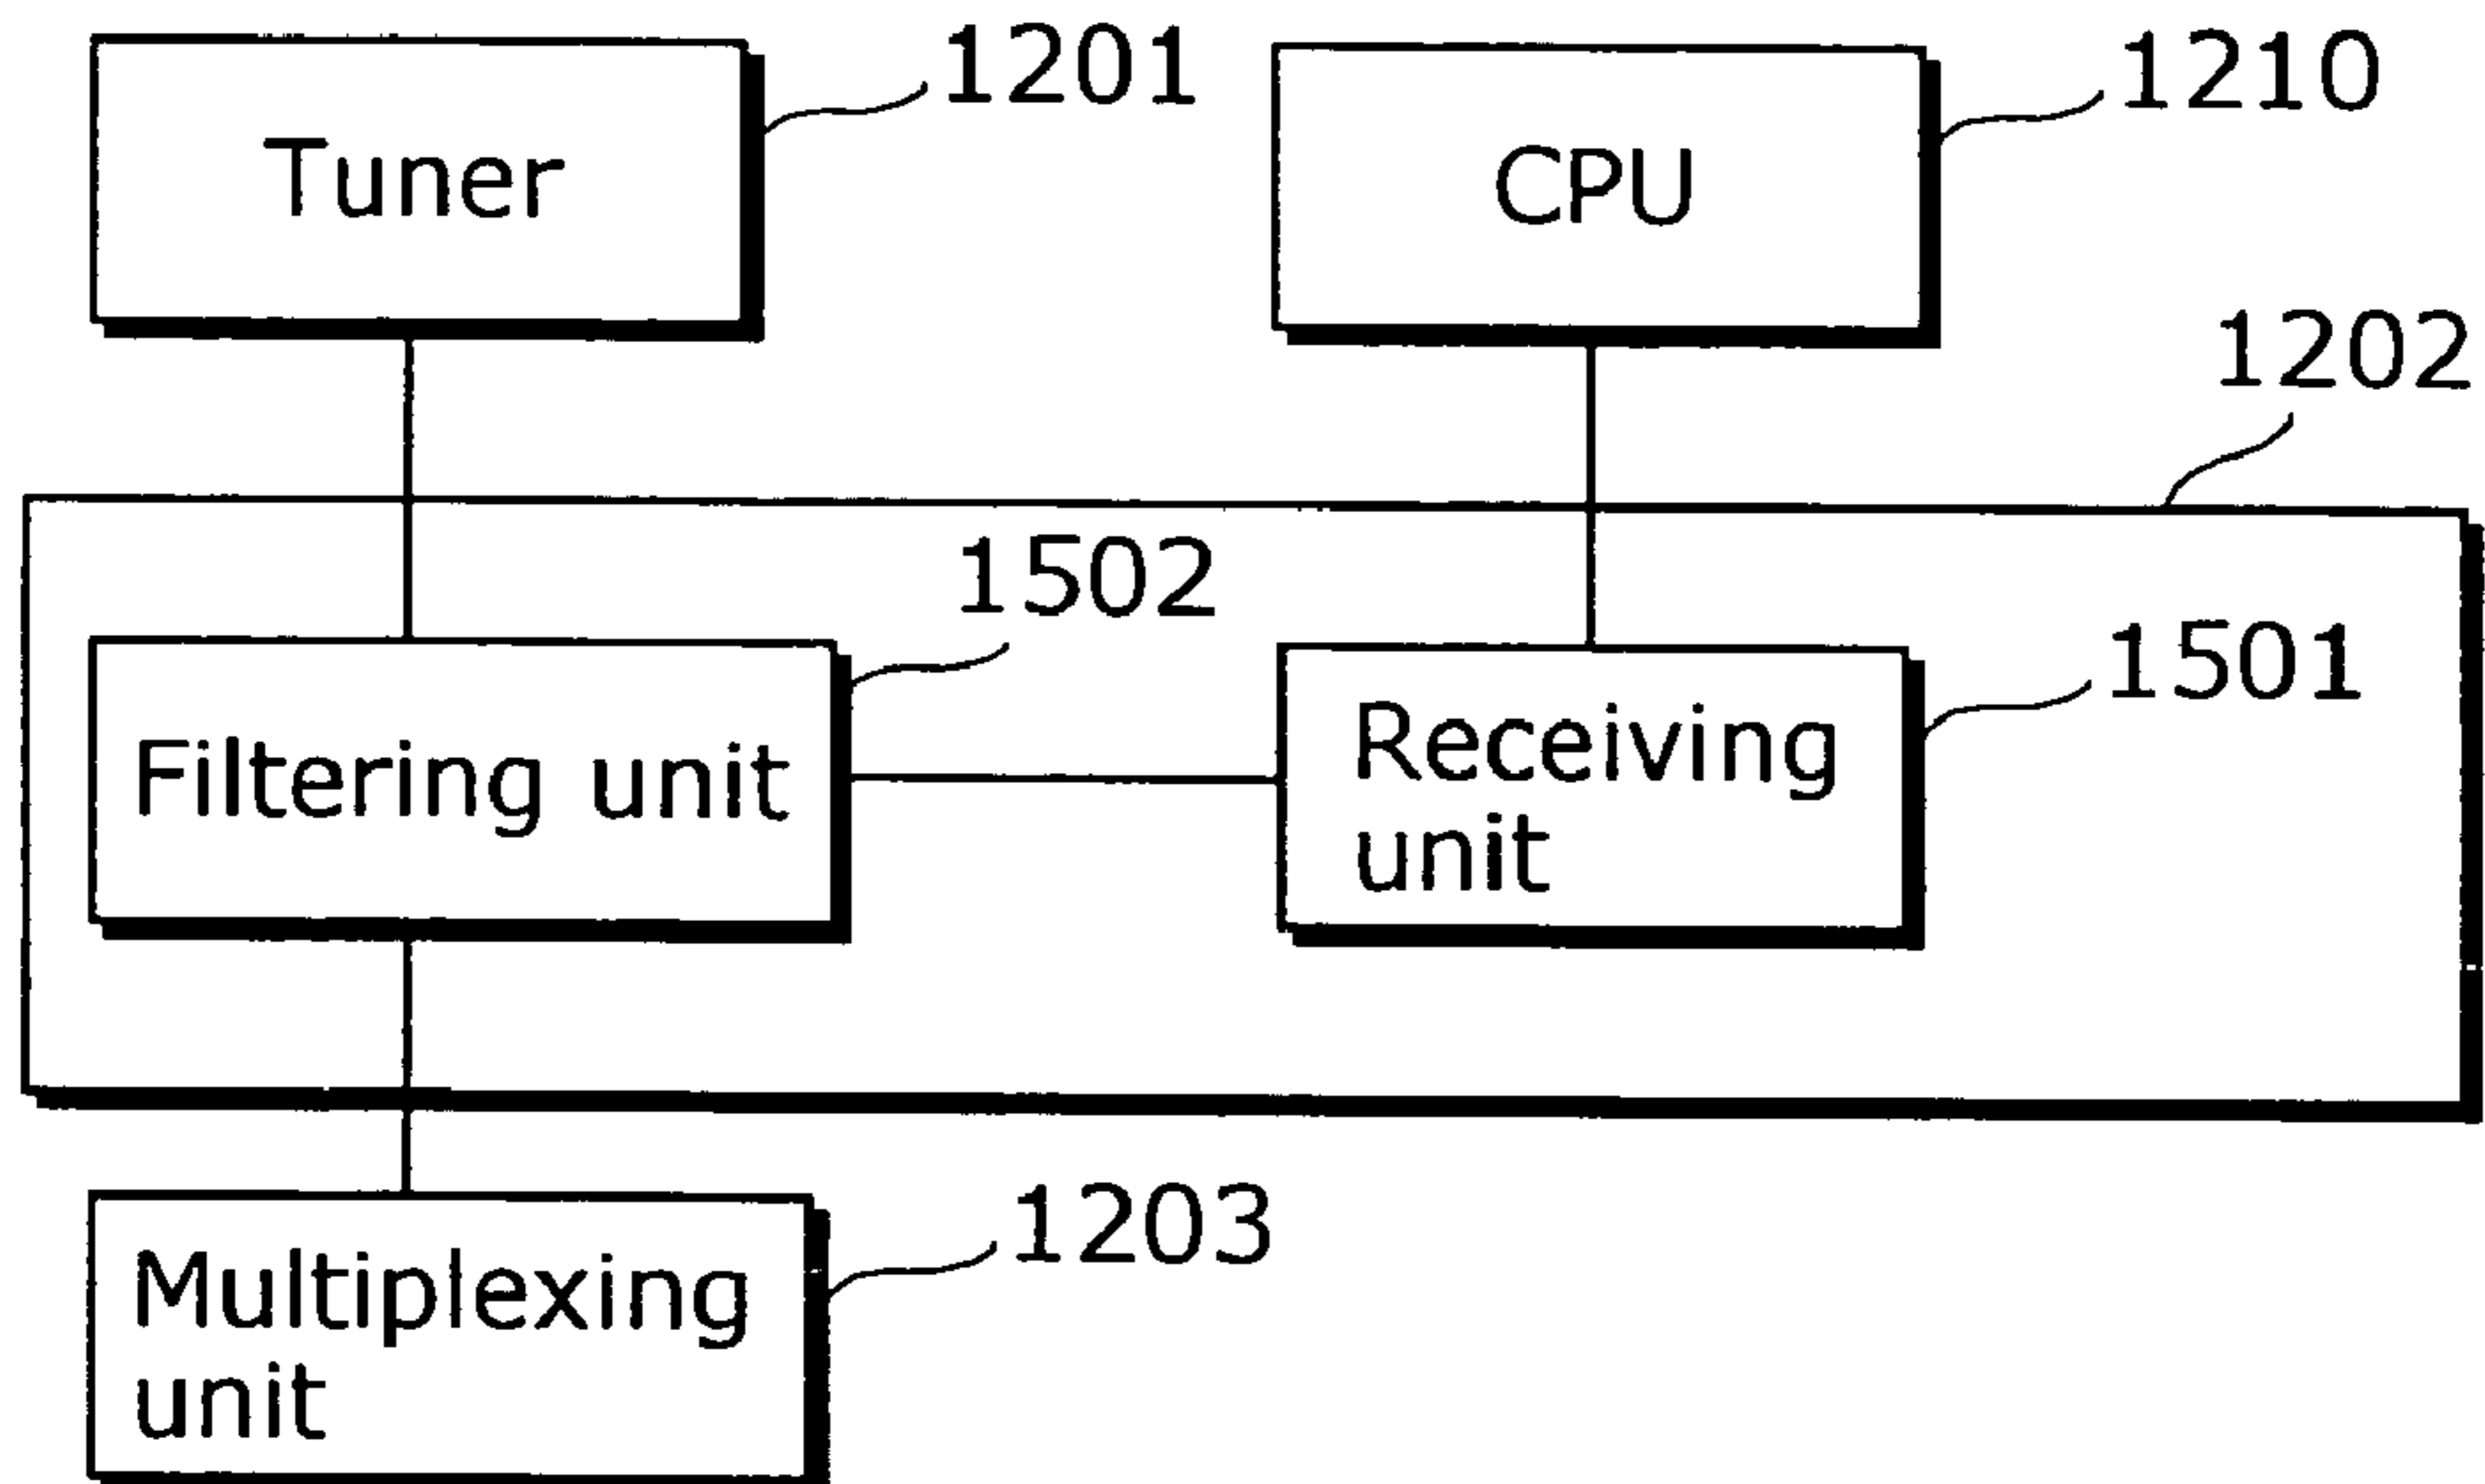 Tuner
1201
CPU
1210
1202
1502
Filtering unit
Receiving
unit
1501
Multiplexing
unit
1203